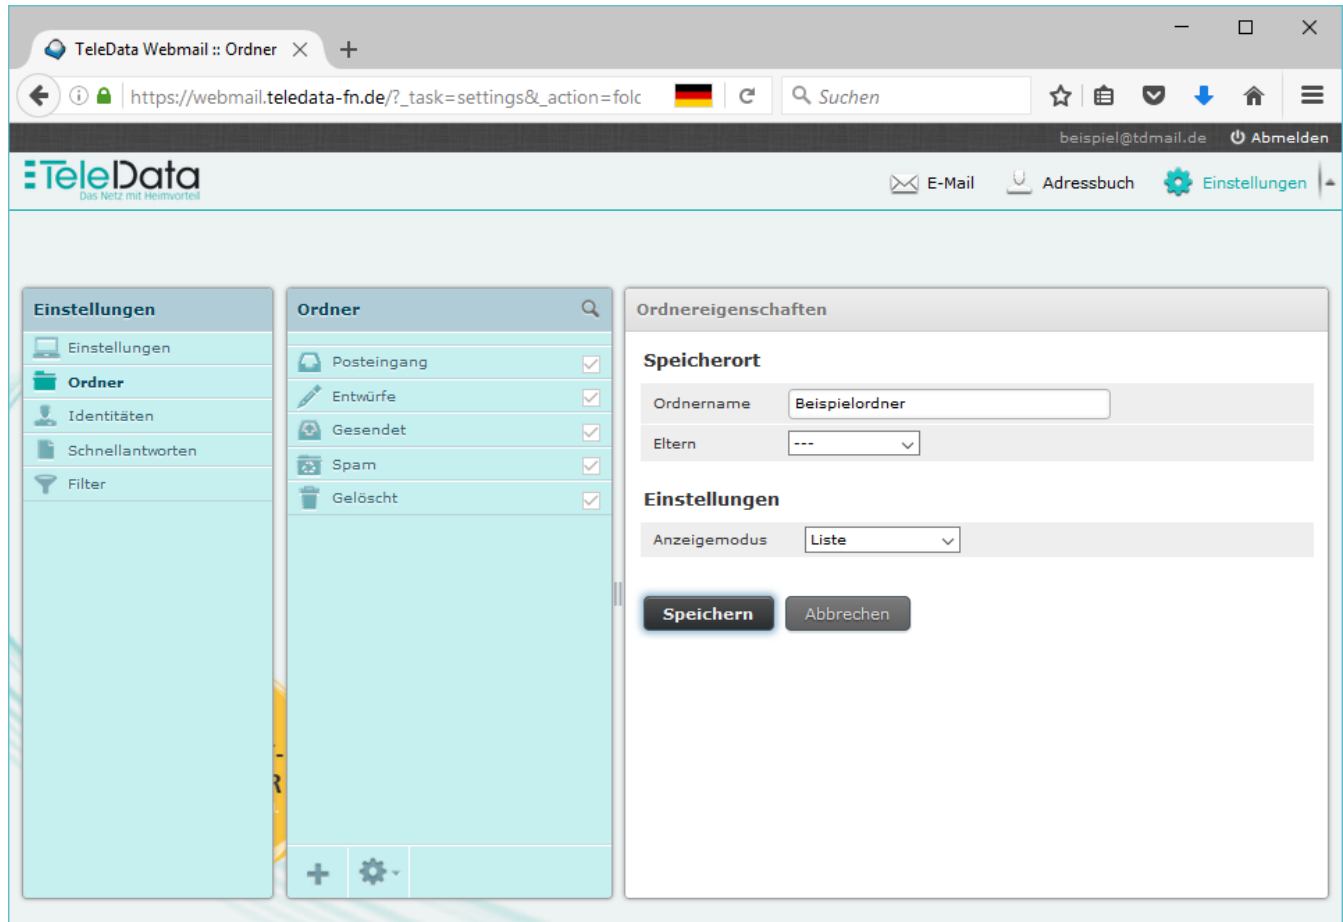 TeleData Webmail :: Ordner
https://webmail.teledata-fn.de/?_task=settings&_action=folc
Suchen
beispiel@tdmail.de Abmelden
TeleData
Das Netz mit Heimvorteil
E-Mail Adressbuch Einstellungen
Einstellungen
Einstellungen
Ordner
Identitäten
Schnellantworten
Filter
Ordner
Posteingang
Entwürfe
Gesendet
Spam
Gelöscht
Ordnereigenschaften
Speicherort
Ordnername Beispielordner
Eltern ---
Einstellungen
Anzeigemodus Liste
Speichern Abbrechen